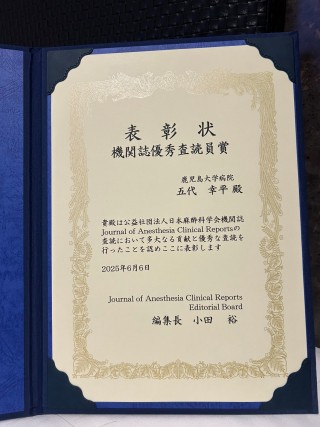 表彰状
機関誌優秀査読員賞
鹿児島大学病院
五代 幸平 殿
貴殿は公益社団法人日本麻酔科学会機関誌
Journal of Anesthesia Clinical Reportsの
査読において多大なる貢献と優秀な査読を
行ったことを認めここに表彰します
2025年6月6日
Journal of Anesthesia Clinical Reports
Editorial Board
編集長 小田 裕